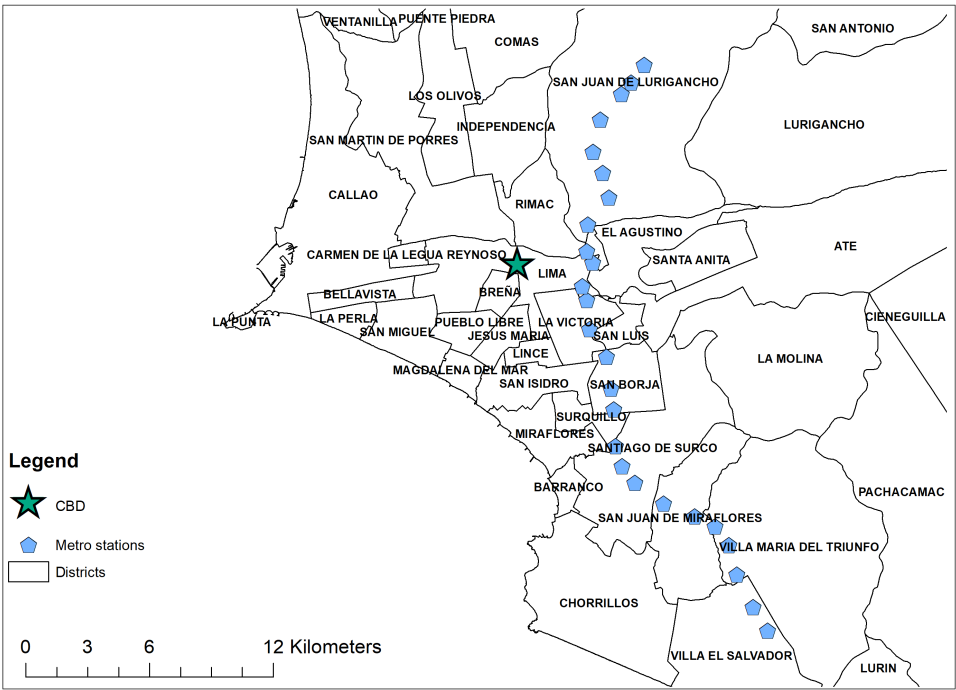 VENTANILLA
PUENTE PIEDRA
SAN ANTONIO
COMAS
SAN JUAN DE LURIGANCHO
LOS OLIVOS
LURIGANCHO
INDEPENDENCIA
SAN MARTIN DE PORRES
CALLAO
RIMAC
EL AGUSTINO
ATE
CARMEN DE LA LEGUA REYNOSO
SANTA ANITA
LIMA
BREÑA
BELLAVISTA
CIENEGUILLA
LA PUNTA
LA PERLA
PUEBLO LIBRE
LA VICTORIA
SAN MIGUEL
JESUS MARIA
SAN LUIS
LINCE
LA MOLINA
MAGDALENA DEL MAR
SAN ISIDRO
SAN BORJA
SURQUILLO
MIRAFLORES
SANTIAGO DE SURCO
BARRANCO
PACHACAMAC
SAN JUAN DE MIRAFLORES
VILLA MARIA DEL TRIUNFO
CHORRILLOS
VILLA EL SALVADOR
LURIN
Legend
CBD
Metro stations
Districts
0 3 6 12 Kilometers